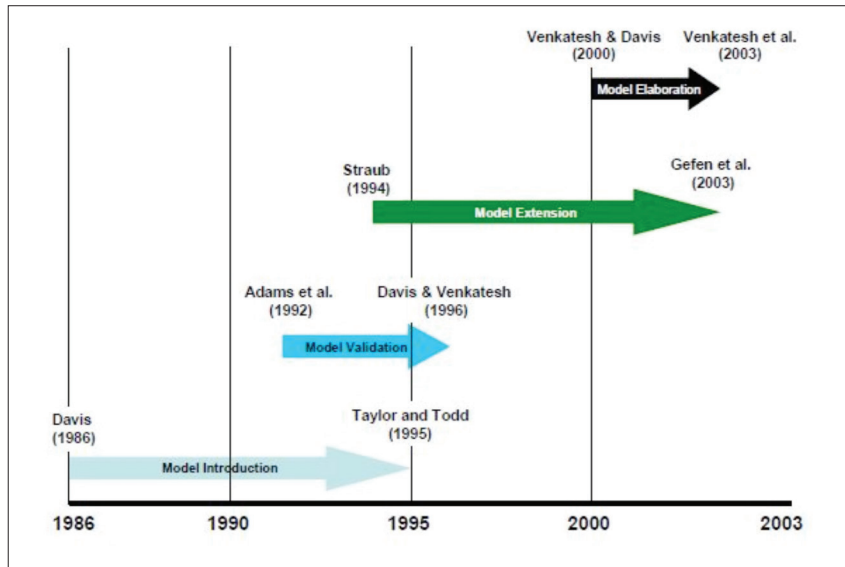 Venkatesh & Davis
(2000)
Venkatesh et al.
(2003)
Model Elaboration
Straub
(1994)
Gefen et al.
(2003)
Model Extension
Adams et al.
(1992)
Davis & Venkatesh
(1996)
Model Validation
Davis
(1986)
Taylor and Todd
(1995)
Model Introduction
1986 1990 1995 2000 2003